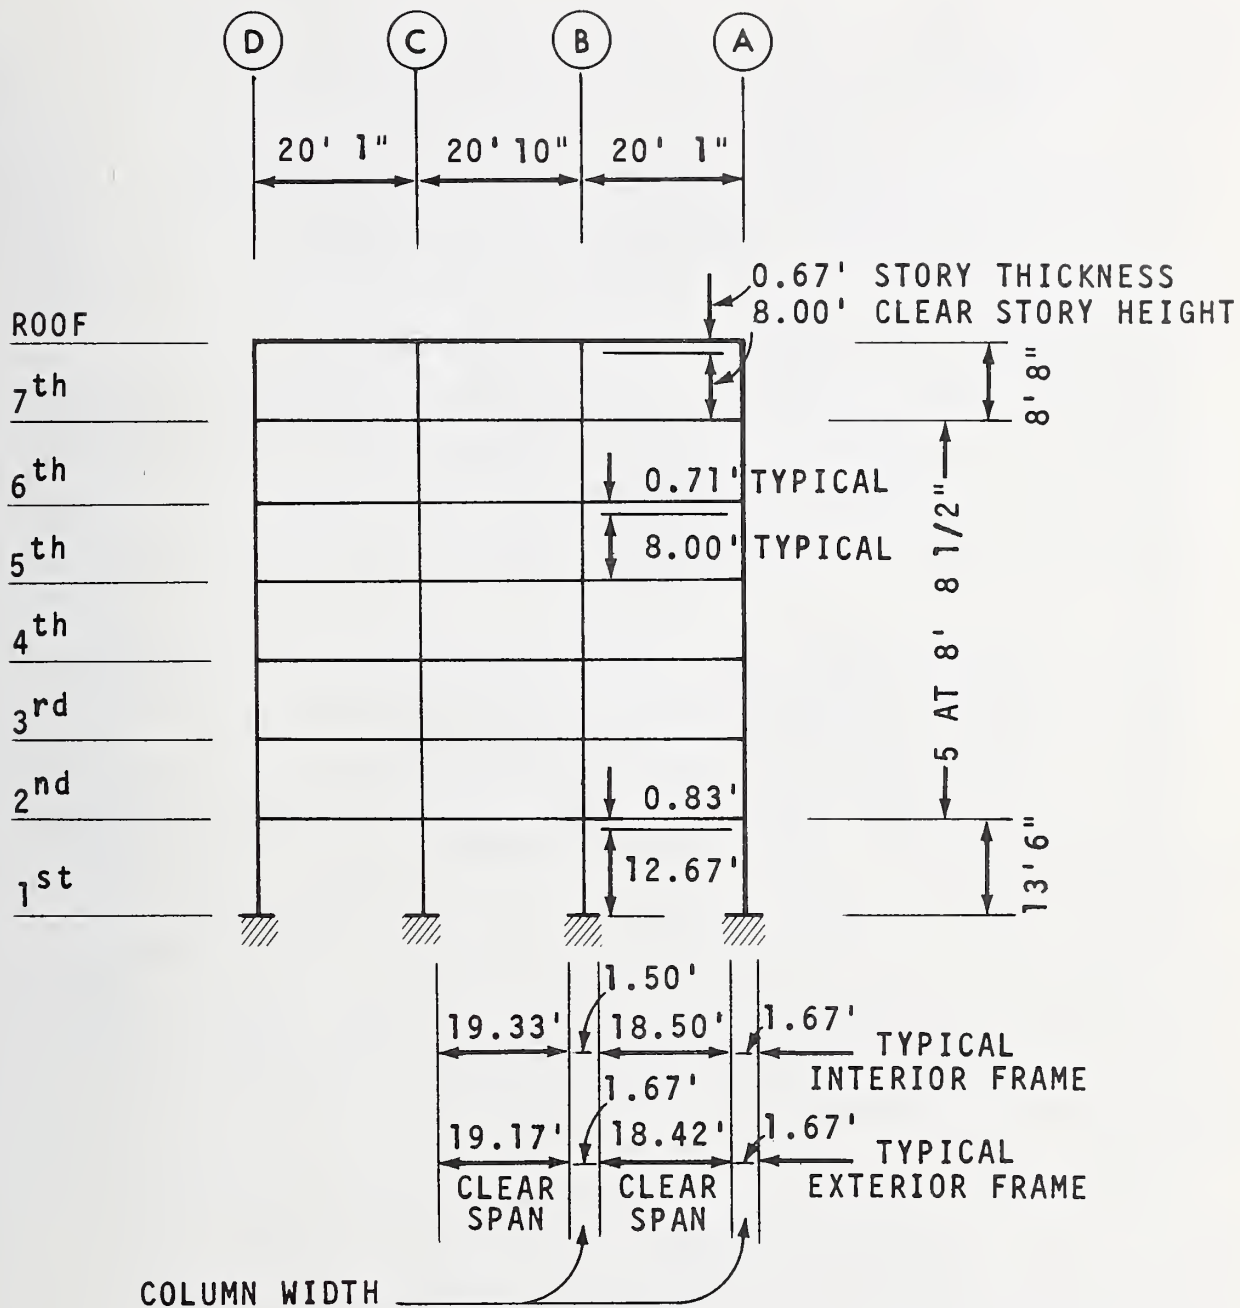 D C B A
20' 1" 20' 10" 20' 1"
0.67' STORY THICKNESS
8.00' CLEAR STORY HEIGHT
ROOF
8' 8"
7th
6th
0.71' TYPICAL
5th
8.00' TYPICAL
5 AT 8' 8 1/2"
4th
3rd
2nd
0.83'
13'6"
1st
12.67'
1.50'
19.33' 18.50' 1.67'
TYPICAL
INTERIOR FRAME
1.67'
19.17' 18.42' 1.67'
TYPICAL
EXTERIOR FRAME
CLEAR SPAN
CLEAR SPAN
COLUMN WIDTH